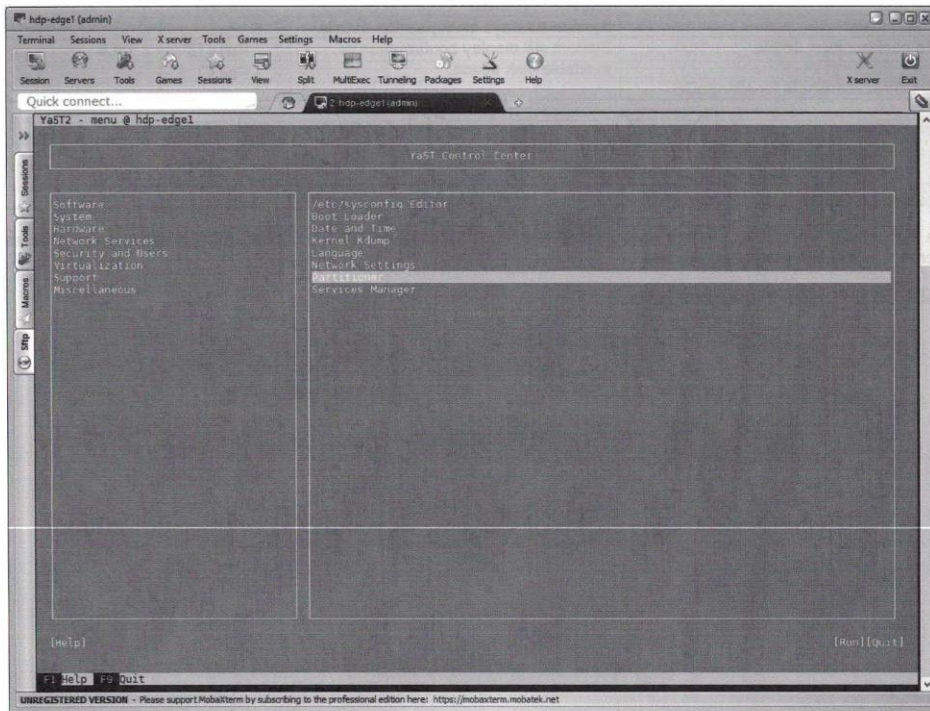 hdp-edge1 (admin)
Terminal Sessions View X server Tools Games Settings Macros Help
Session Servers Tools Games Sessions View Split MultiExec Tunneling Packages Settings Help X server Exit
Quick connect...
2 hdp-edge1 (admin)
YaST2 - menu @ hdp-edge1
YaST Control Center
Sessions
Tools
Macros
Sftp
Software
System
Hardware
Network Services
Security and Users
Virtualization
Support
Miscellaneous
/etc/sysconfig Editor
Boot Loader
Date and Time
Kernel Kdump
Language
Network Settings
Partitioner
Services Manager
[Help] [Run][Quit]
F1 Help F9 Quit
UNREGISTERED VERSION - Please support MobaXterm by subscribing to the professional edition here: https://mobaxterm.mobatek.net